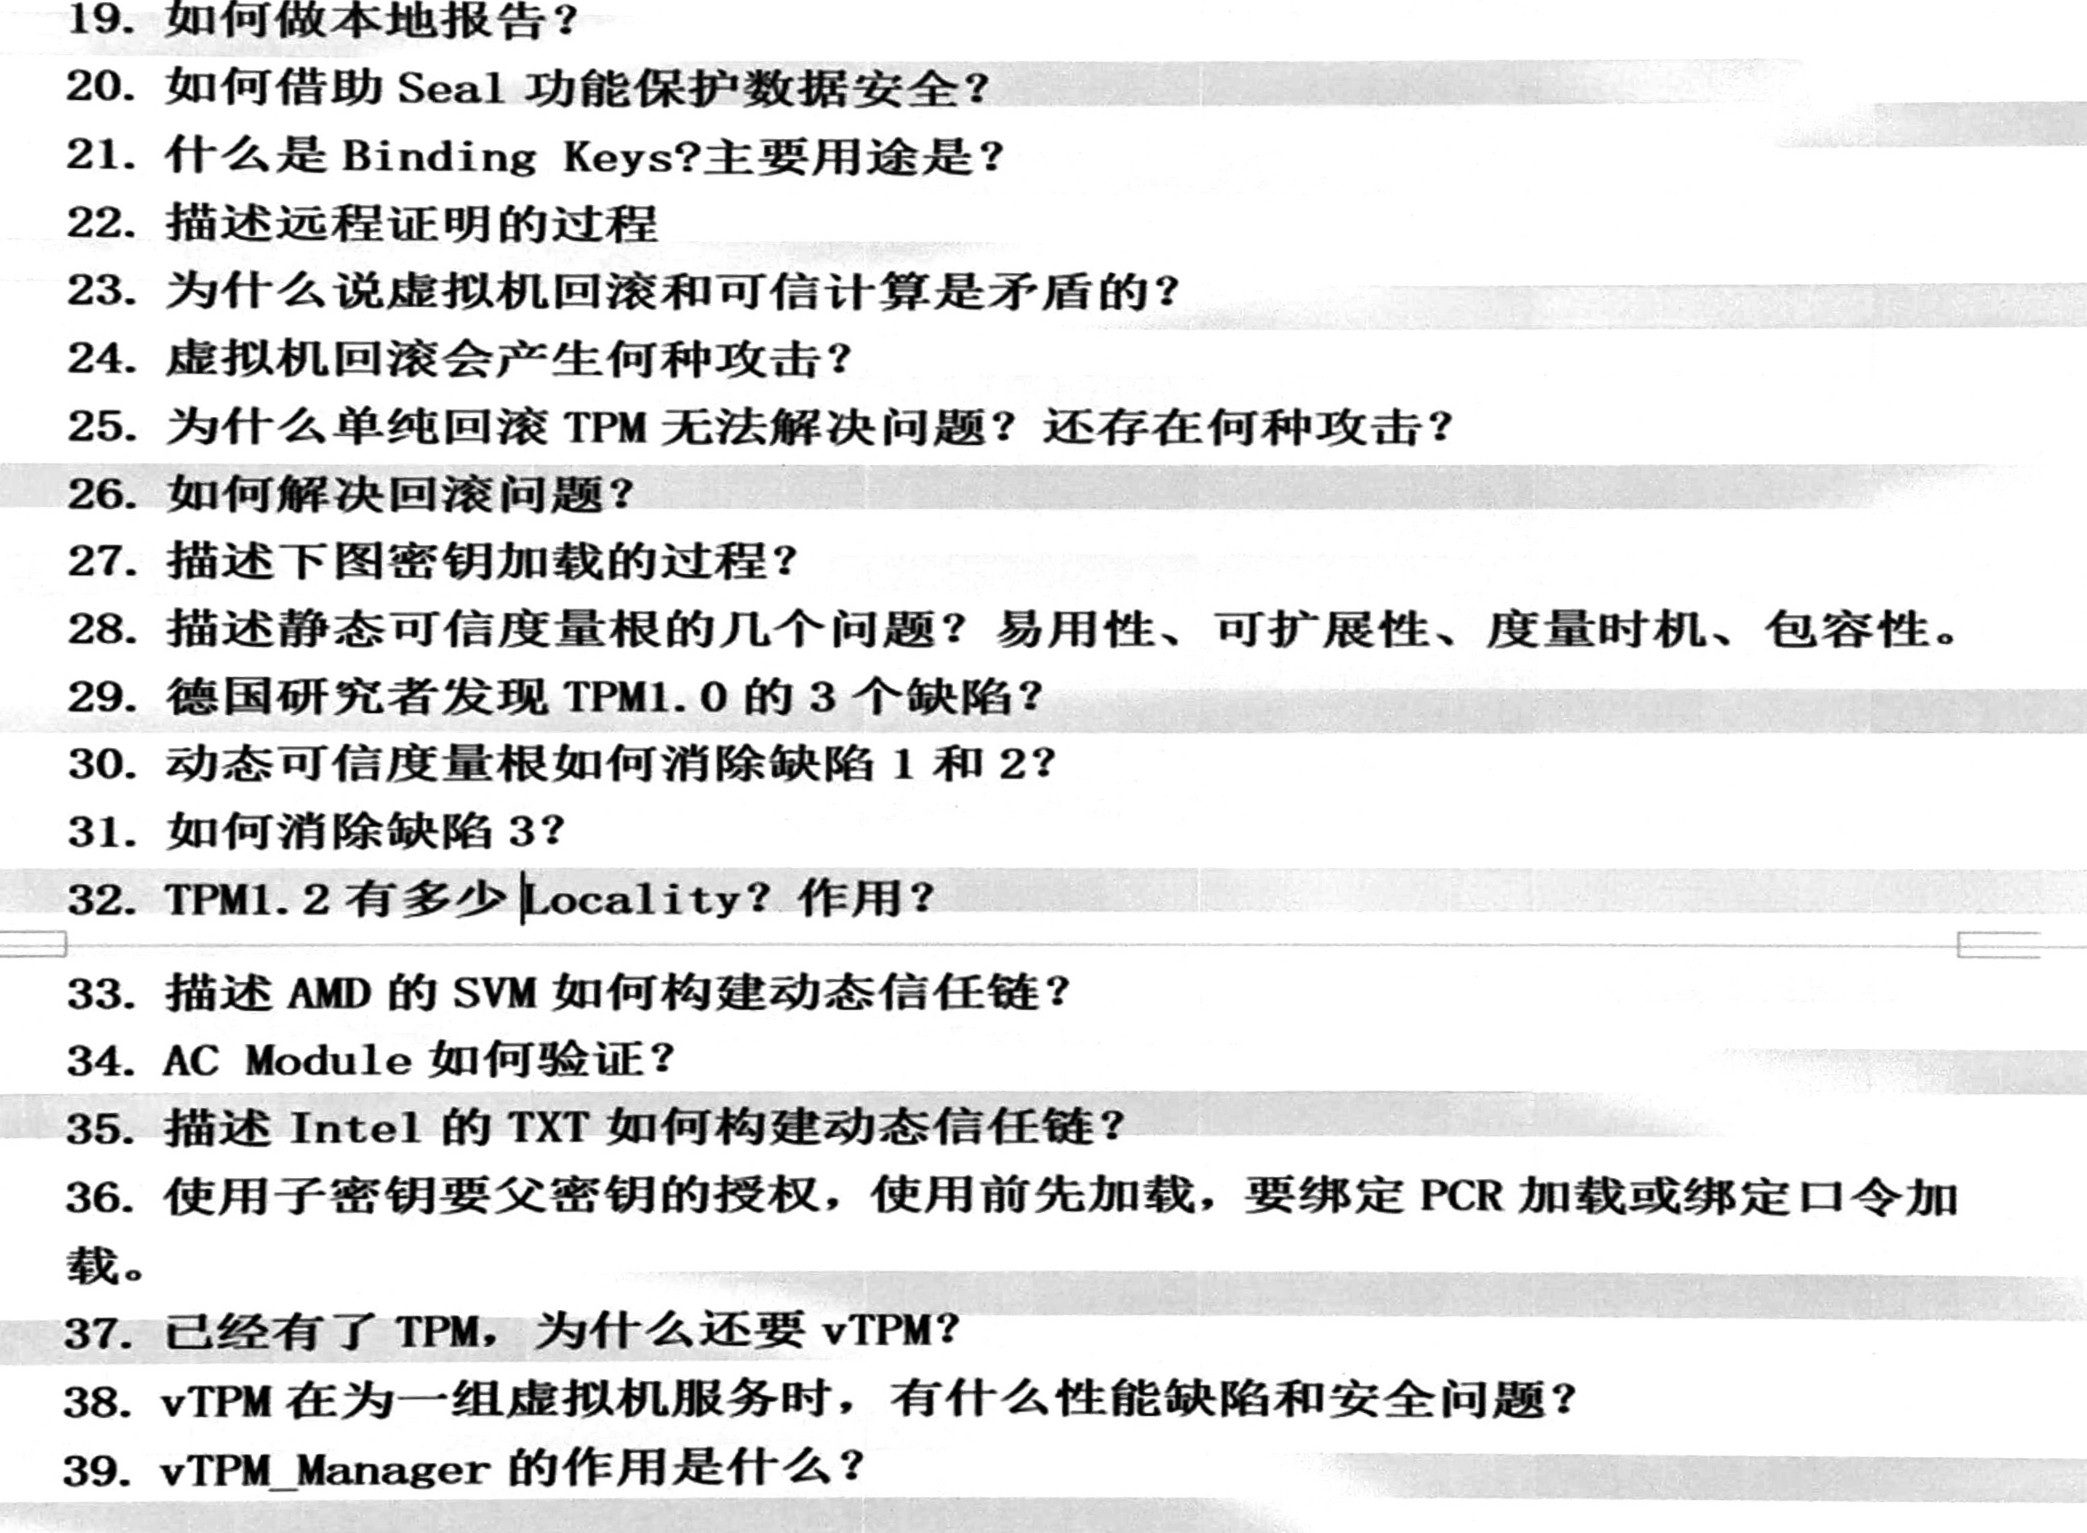 19. 如何做本地报告？
20. 如何借助 Seal 功能保护数据安全？
21. 什么是 Binding Keys?主要用途是？
22. 描述远程证明的过程
23. 为什么说虚拟机回滚和可信计算是矛盾的？
24. 虚拟机回滚会产生何种攻击？
25. 为什么单纯回滚 TPM 无法解决问题？还存在何种攻击？
26. 如何解决回滚问题？
27. 描述下图密钥加载的过程？
28. 描述静态可信度量根的几个问题？易用性、可扩展性、度量时机、包容性。
29. 德国研究者发现 TPM1.0 的 3 个缺陷？
30. 动态可信度量根如何消除缺陷 1 和 2？
31. 如何消除缺陷 3？
32. TPM1.2 有多少 Locality？作用？
33. 描述 AMD 的 SVM 如何构建动态信任链？
34. AC Module 如何验证？
35. 描述 Intel 的 TXT 如何构建动态信任链？
36. 使用子密钥要父密钥的授权，使用前先加载，要绑定 PCR 加载或绑定口令加
载。
37. 已经有了 TPM，为什么还要 vTPM？
38. vTPM 在为一组虚拟机服务时，有什么性能缺陷和安全问题？
39. vTPM_Manager 的作用是什么？